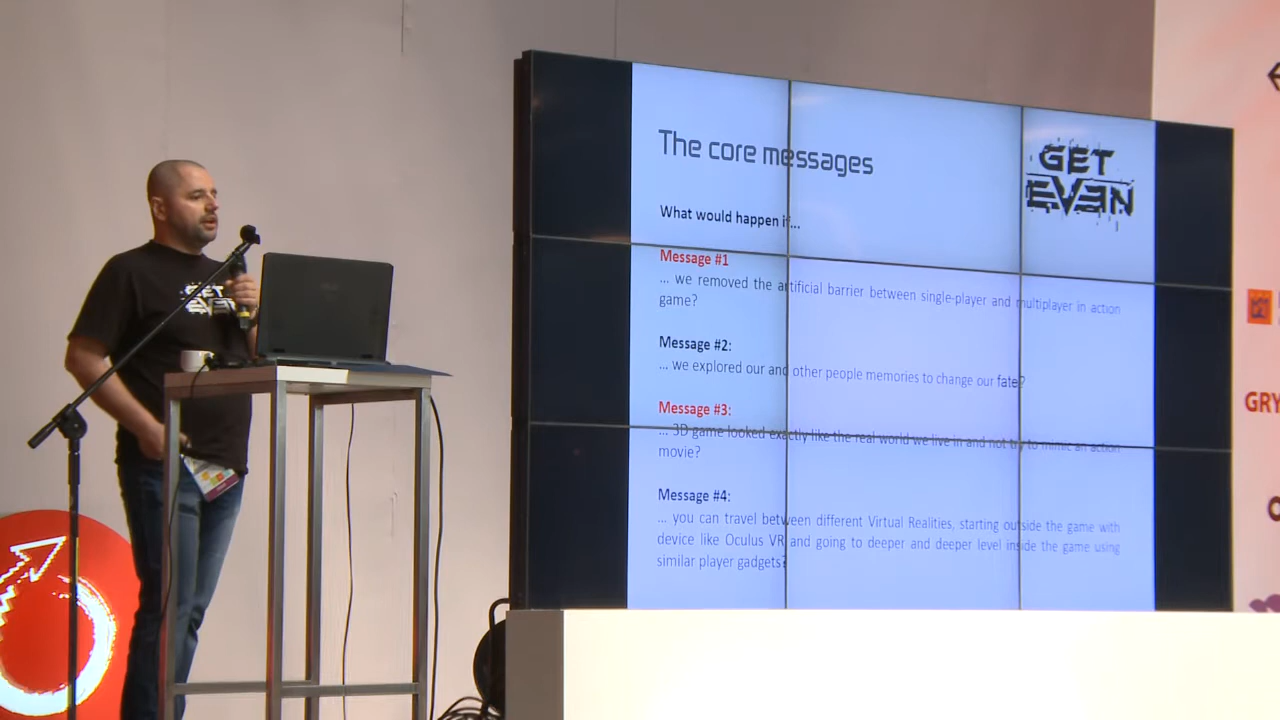 The core messages
GET
EVEN
What would happen if...
Message #1
... we removed the artificial barrier between single-player and multiplayer in action
game?
Message #2:
... we explored our and other people memories to change our fate?
Message #3:
... 3D game looked exactly like the real world we live in and not try to mimic an action
movie?
Message #4:
... you can travel between different Virtual Realities, starting outside the game with
device like Oculus VR and going to deeper and deeper level inside the game using
similar player gadgets?
GET
EVEN
GRY